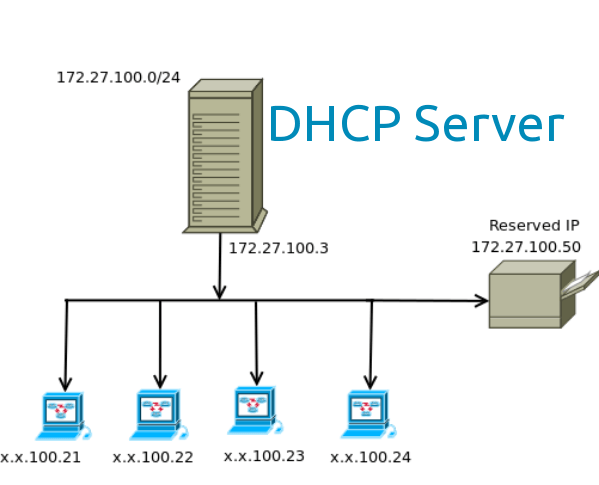 172.27.100.0/24
DHCP Server
Reserved IP
172.27.100.3
172.27.100.50
x.x.100.21
x.x.100.22
x.x.100.23
x.x.100.24